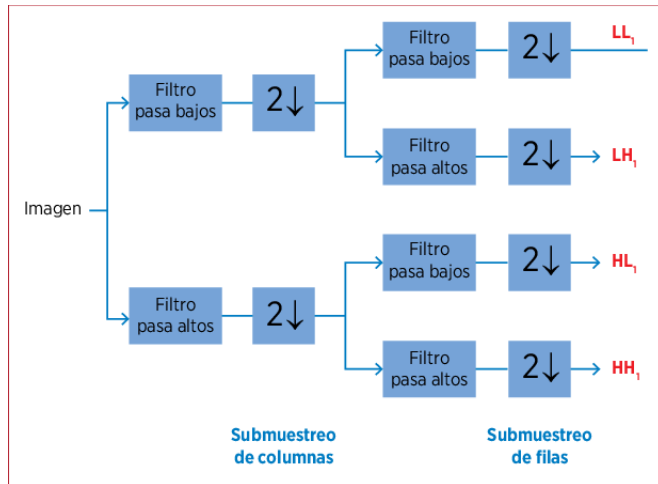 Filtro
pasa bajos
2↓
LL₁
Filtro
pasa bajos
2↓
Filtro
pasa altos
2↓
LH₁
Imagen
Filtro
pasa altos
2↓
Filtro
pasa bajos
2↓
HL₁
Filtro
pasa altos
2↓
HH₁
Submuestreo
de columnas
Submuestreo
de filas